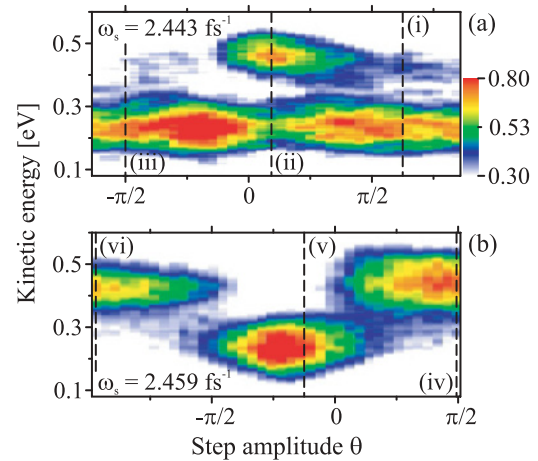 ωs = 2.443 fs-1
(i)
(a)
0.5
0.3
0.1
(iii)
(ii)
0.80
0.53
0.30
-π/2
0
π/2
Kinetic energy [eV]
(vi)
(v)
(b)
0.5
0.3
0.1
ωs = 2.459 fs-1
(iv)
-π/2
0
π/2
Step amplitude θ